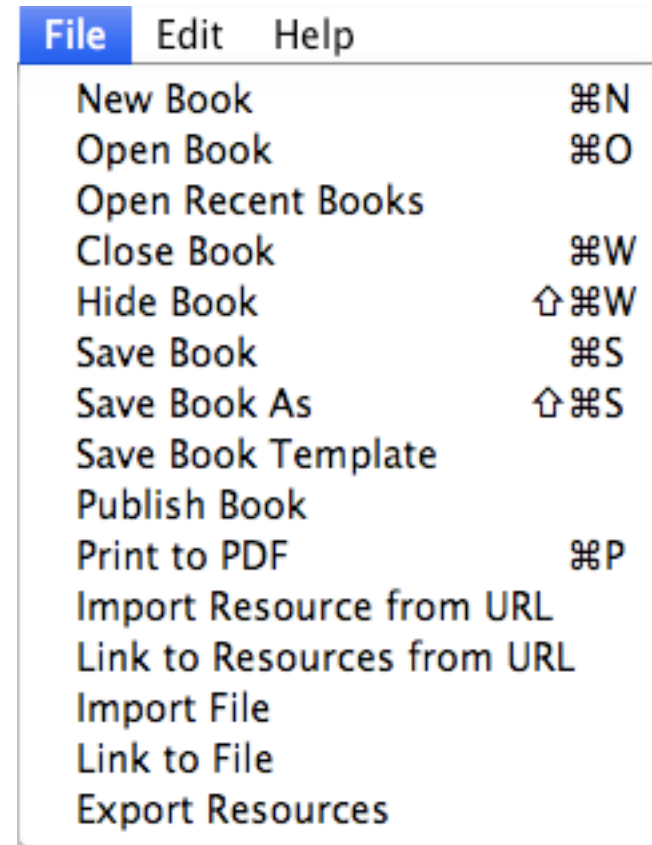 File Edit Help
New Book ⌘N
Open Book ⌘O
Open Recent Books
Close Book ⌘W
Hide Book ⇧⌘W
Save Book ⌘S
Save Book As ⇧⌘S
Save Book Template
Publish Book
Print to PDF ⌘P
Import Resource from URL
Link to Resources from URL
Import File
Link to File
Export Resources